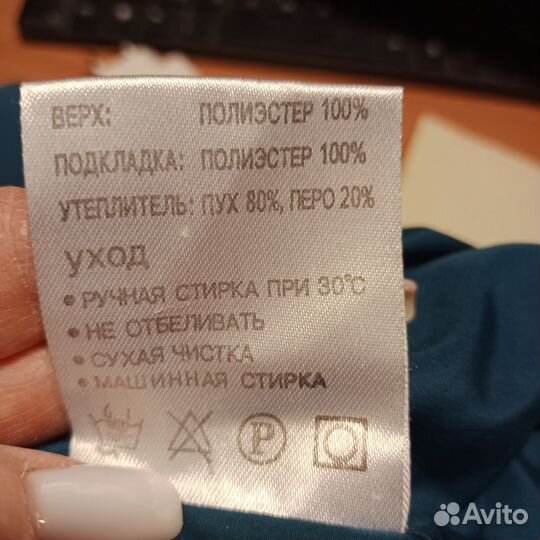 ВЕРХ: ПОЛИЭСТЕР 100%
ПОДКЛАДКА: ПОЛИЭСТЕР 100%
УТЕПЛИТЕЛЬ: ПУХ 80%, ПЕРО 20%
УХОД
• РУЧНАЯ СТИРКА ПРИ 30°C
• НЕ ОТБЕЛИВАТЬ
• СУХАЯ ЧИСТКА
• МАШИННАЯ СТИРКА
P
Avito